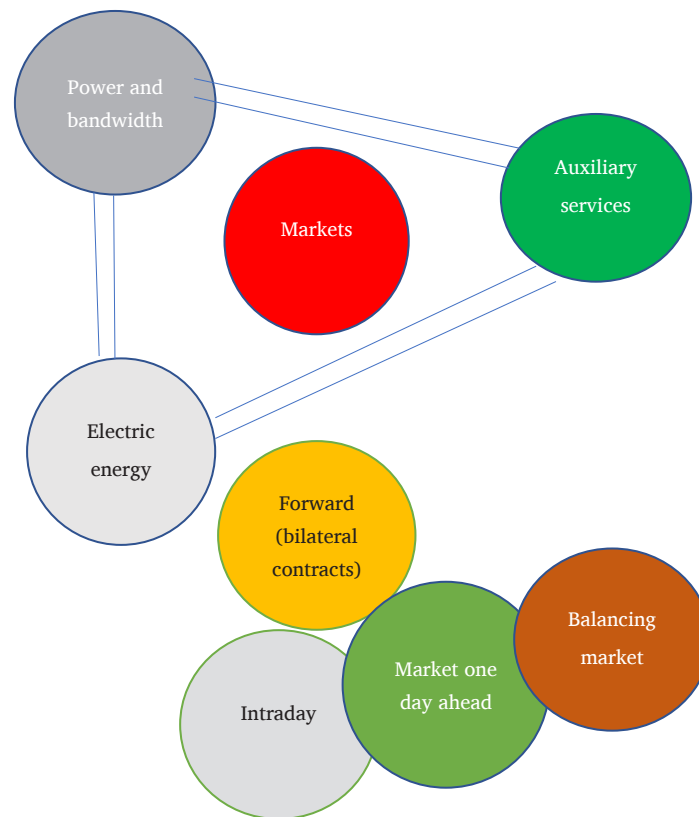 Power and
bandwidth
Auxiliary
services
Markets
Electric
energy
Forward
(bilateral
contracts)
Balancing
market
Market one
day ahead
Intraday